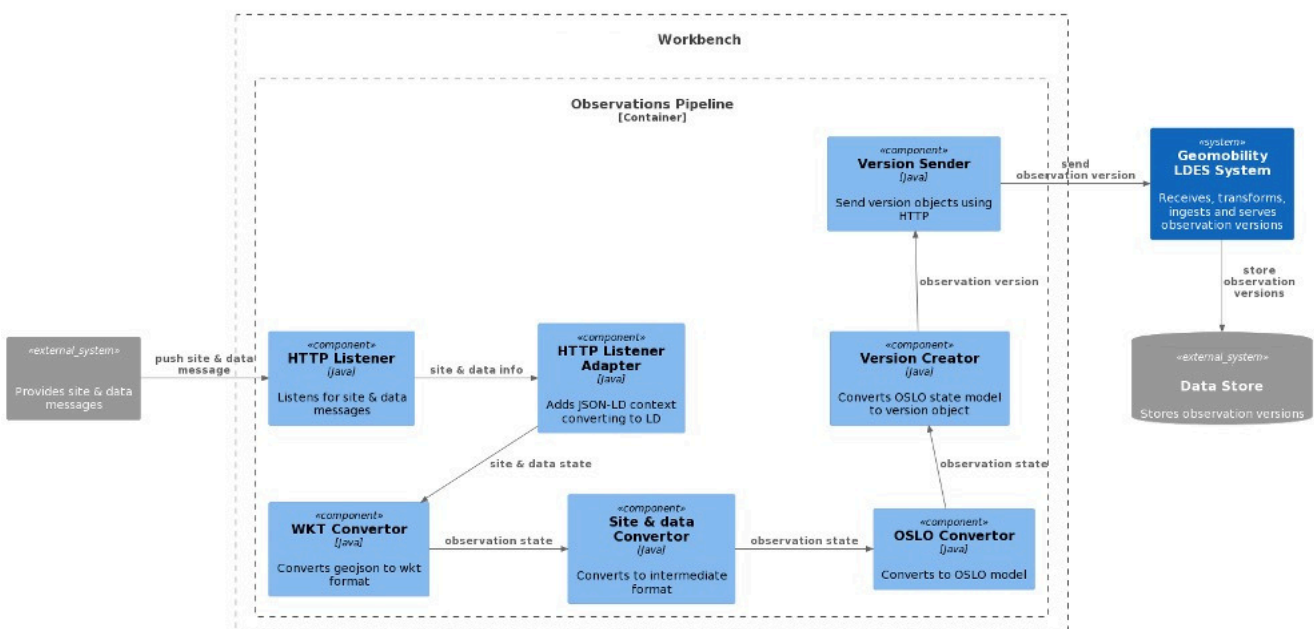 Workbench
Observations Pipeline
[Container]
«component»
Version Sender
[Java]
Send version objects using
HTTP
send
observation version
«system»
Geomobility
LDES System
Receives, transforms,
ingests and serves
observation versions
observation version
store
observation
versions
«external_system»
Provides site & data
messages
push site & data
message
«component»
HTTP Listener
[Java]
Listens for site & data
messages
site & data info
«component»
HTTP Listener
Adapter
[Java]
Adds JSON-LD context
converting to LD
«component»
Version Creator
[Java]
Converts OSLO state model
to version object
«external_system»
Data Store
Stores observation versions
site & data state
observation state
«component»
WKT Convertor
[Java]
Converts geojson to wkt
format
observation state
«component»
Site & data
Convertor
[Java]
Converts to intermediate
format
observation state
«component»
OSLO Convertor
[Java]
Converts to OSLO model